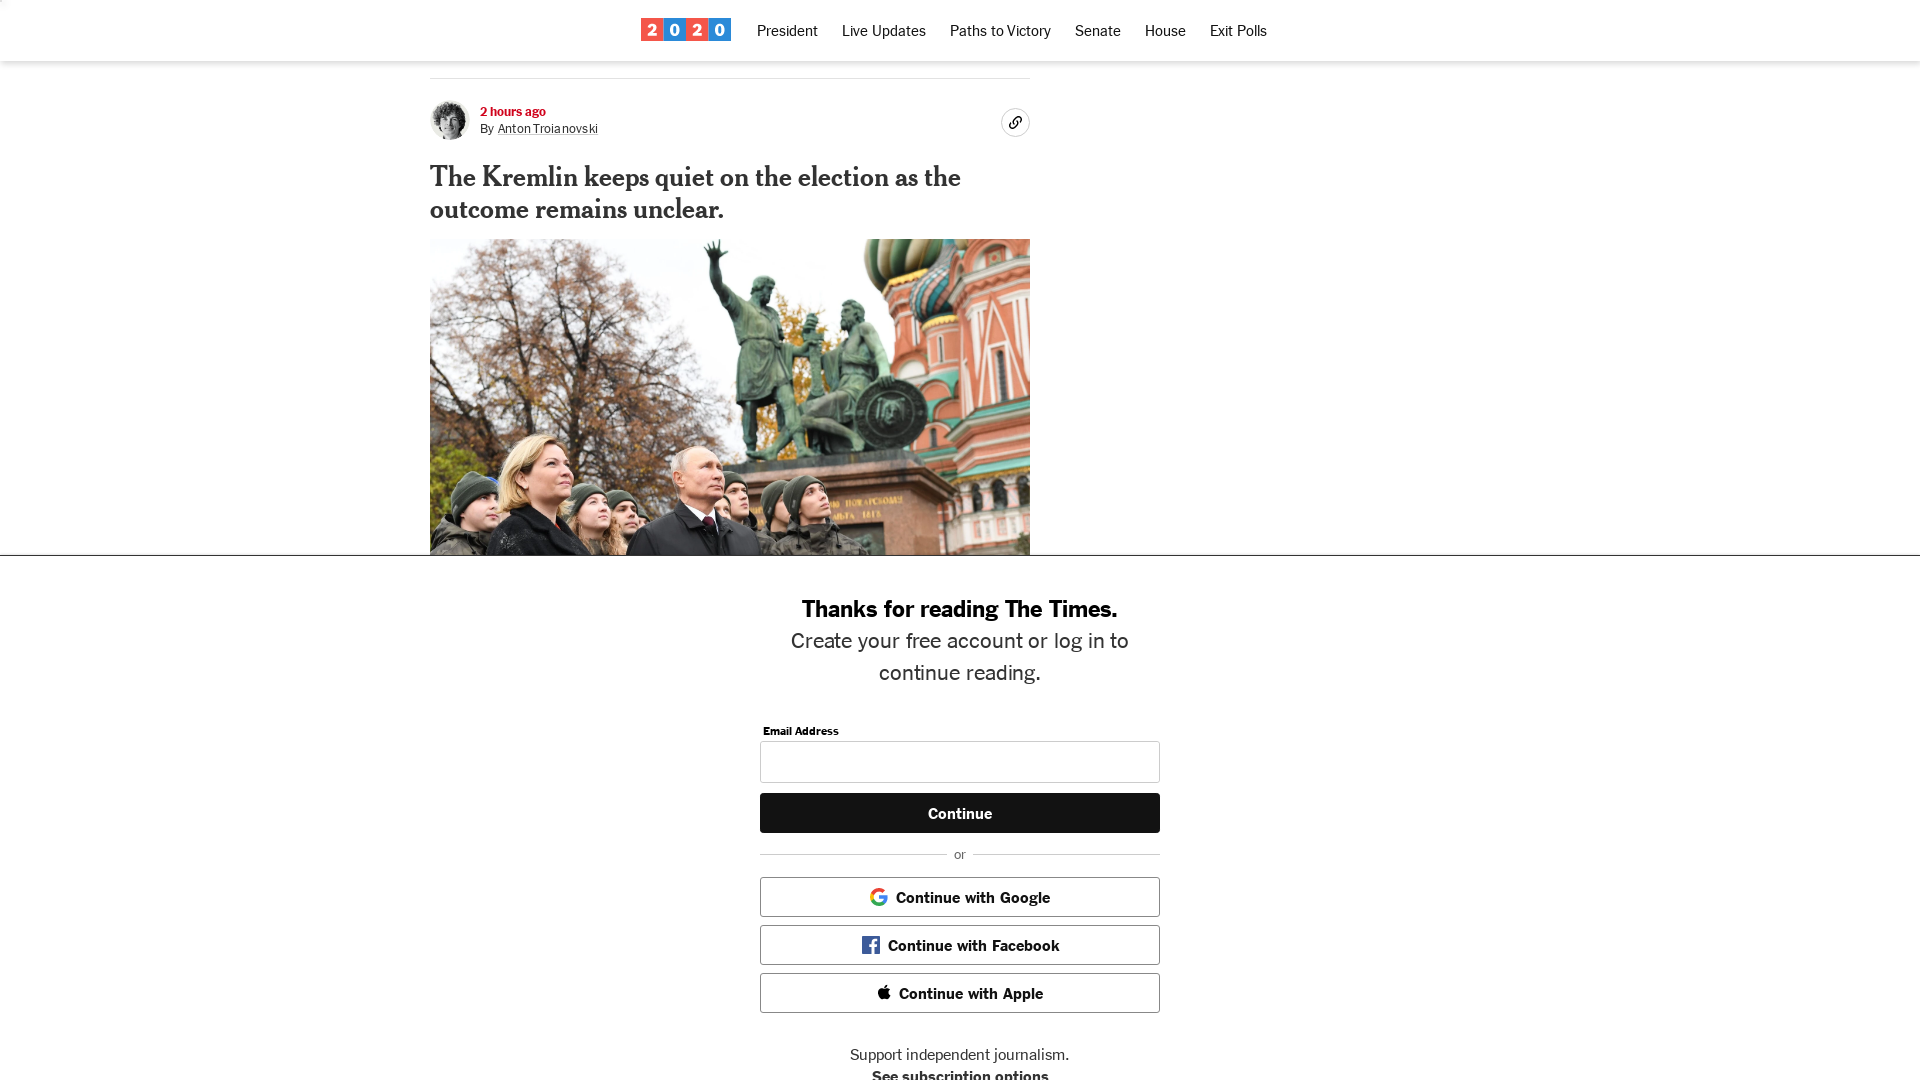 2020 President Live Updates Paths to Victory Senate House Exit Polls
2 hours ago
By Anton Troianovski
The Kremlin keeps quiet on the election as the
outcome remains unclear.
Thanks for reading The Times.
Create your free account or log in to
continue reading.
Email Address
Continue
or
Continue with Google
Continue with Facebook
Continue with Apple
Support independent journalism.
See subscription options